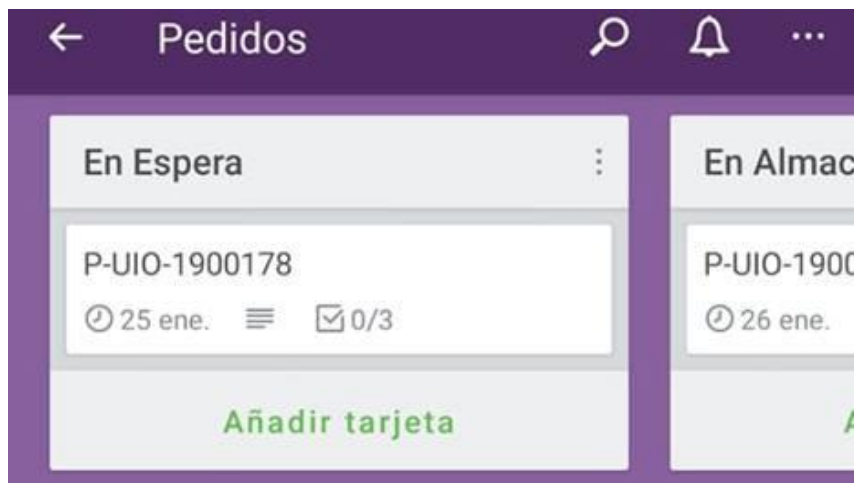 Pedidos
En Espera
P-UIO-1900178
25 ene.
0/3
Añadir tarjeta
En Almac
P-UIO-1900
26 ene.